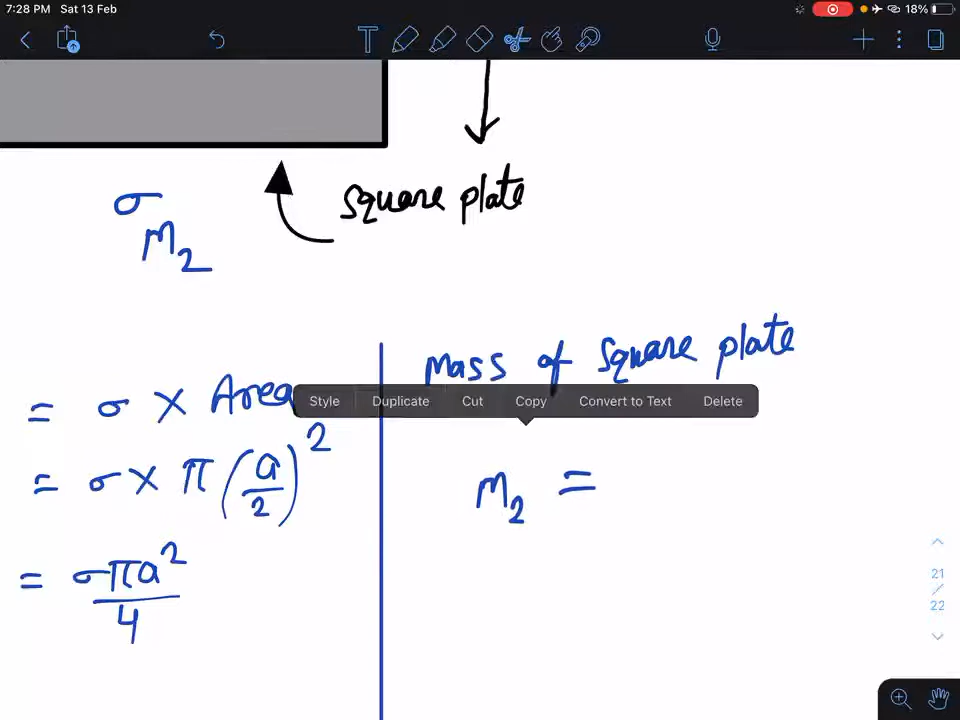 7:28 PM Sat 13 Feb 18%
T
square plate
σ
M₂
Mass of square plate
= σ × Area
Style Duplicate Cut Copy Convert to Text Delete
= σ × π (a/2)²
M₂ =
= σπa²/4
21
/
22